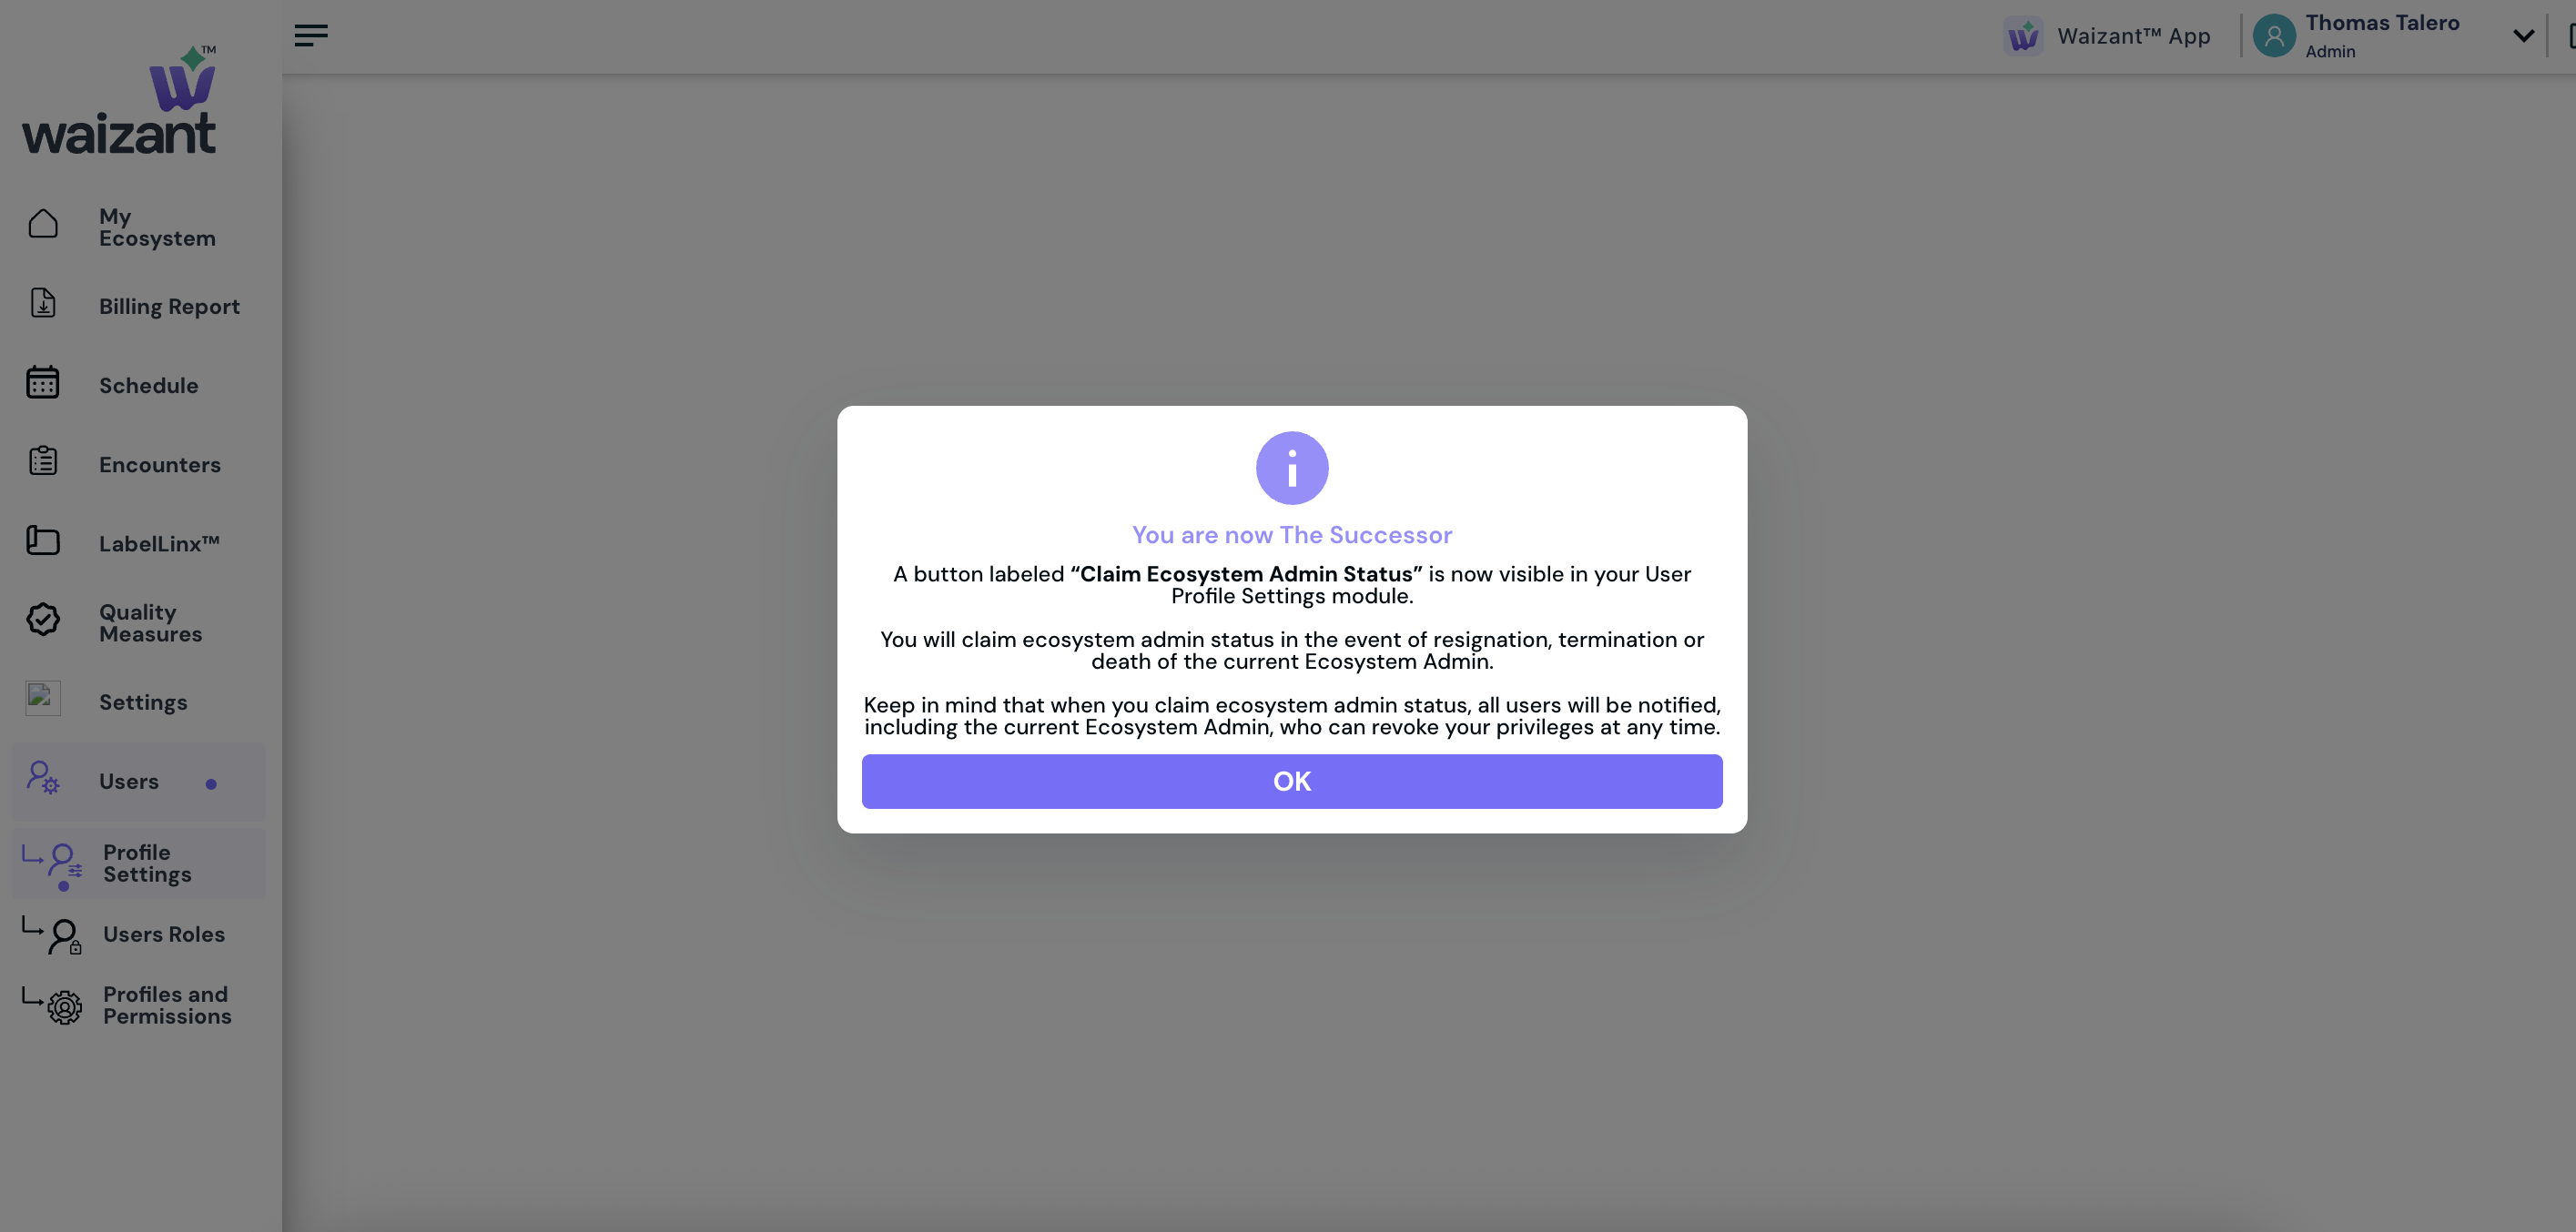 waizant™
My
Ecosystem
Billing Report
Schedule
Encounters
LabelLinx™
Quality
Measures
Settings
Users
Profile
Settings
Users Roles
Profiles and
Permissions
Waizant™ App
Thomas Talero
Admin
You are now The Successor
A button labeled “Claim Ecosystem Admin Status” is now visible in your User
Profile Settings module.
You will claim ecosystem admin status in the event of resignation, termination or
death of the current Ecosystem Admin.
Keep in mind that when you claim ecosystem admin status, all users will be notified,
including the current Ecosystem Admin, who can revoke your privileges at any time.
OK